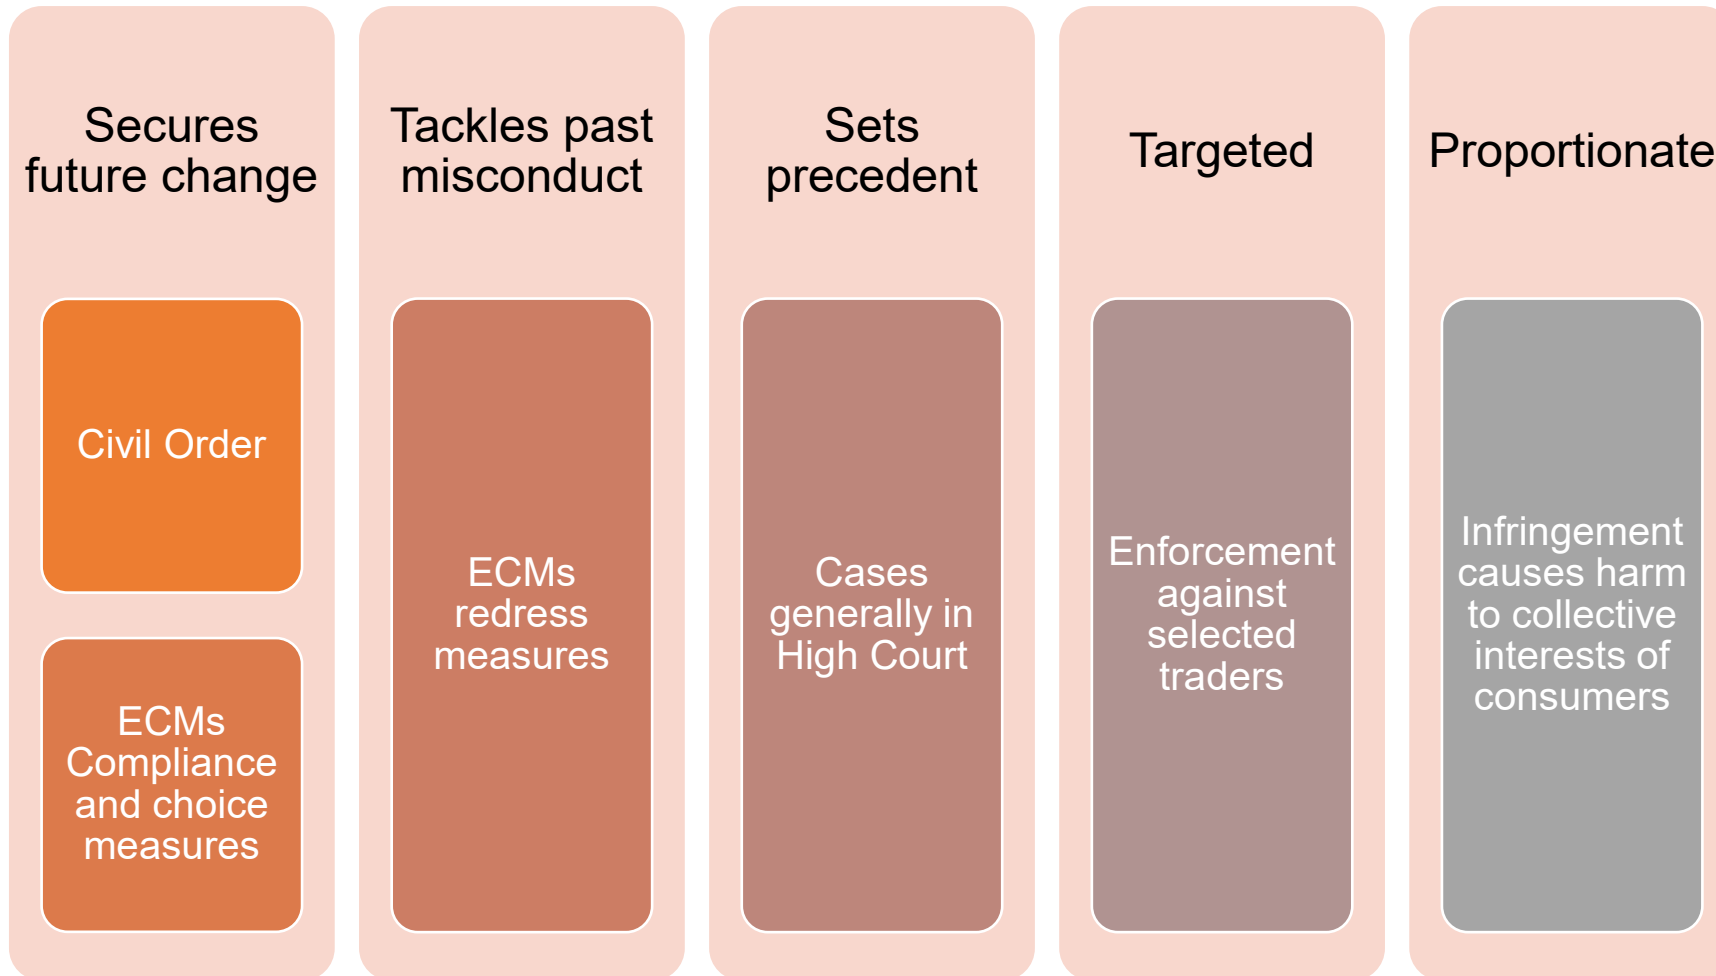 Secures
future change
Civil Order
ECMs
Compliance
and choice
measures
Tackles past
misconduct
ECMs
redress
measures
Sets
precedent
Cases
generally in
High Court
Targeted
Enforcement
against
selected
traders
Proportionate
Infringement
causes harm
to collective
interests of
consumers